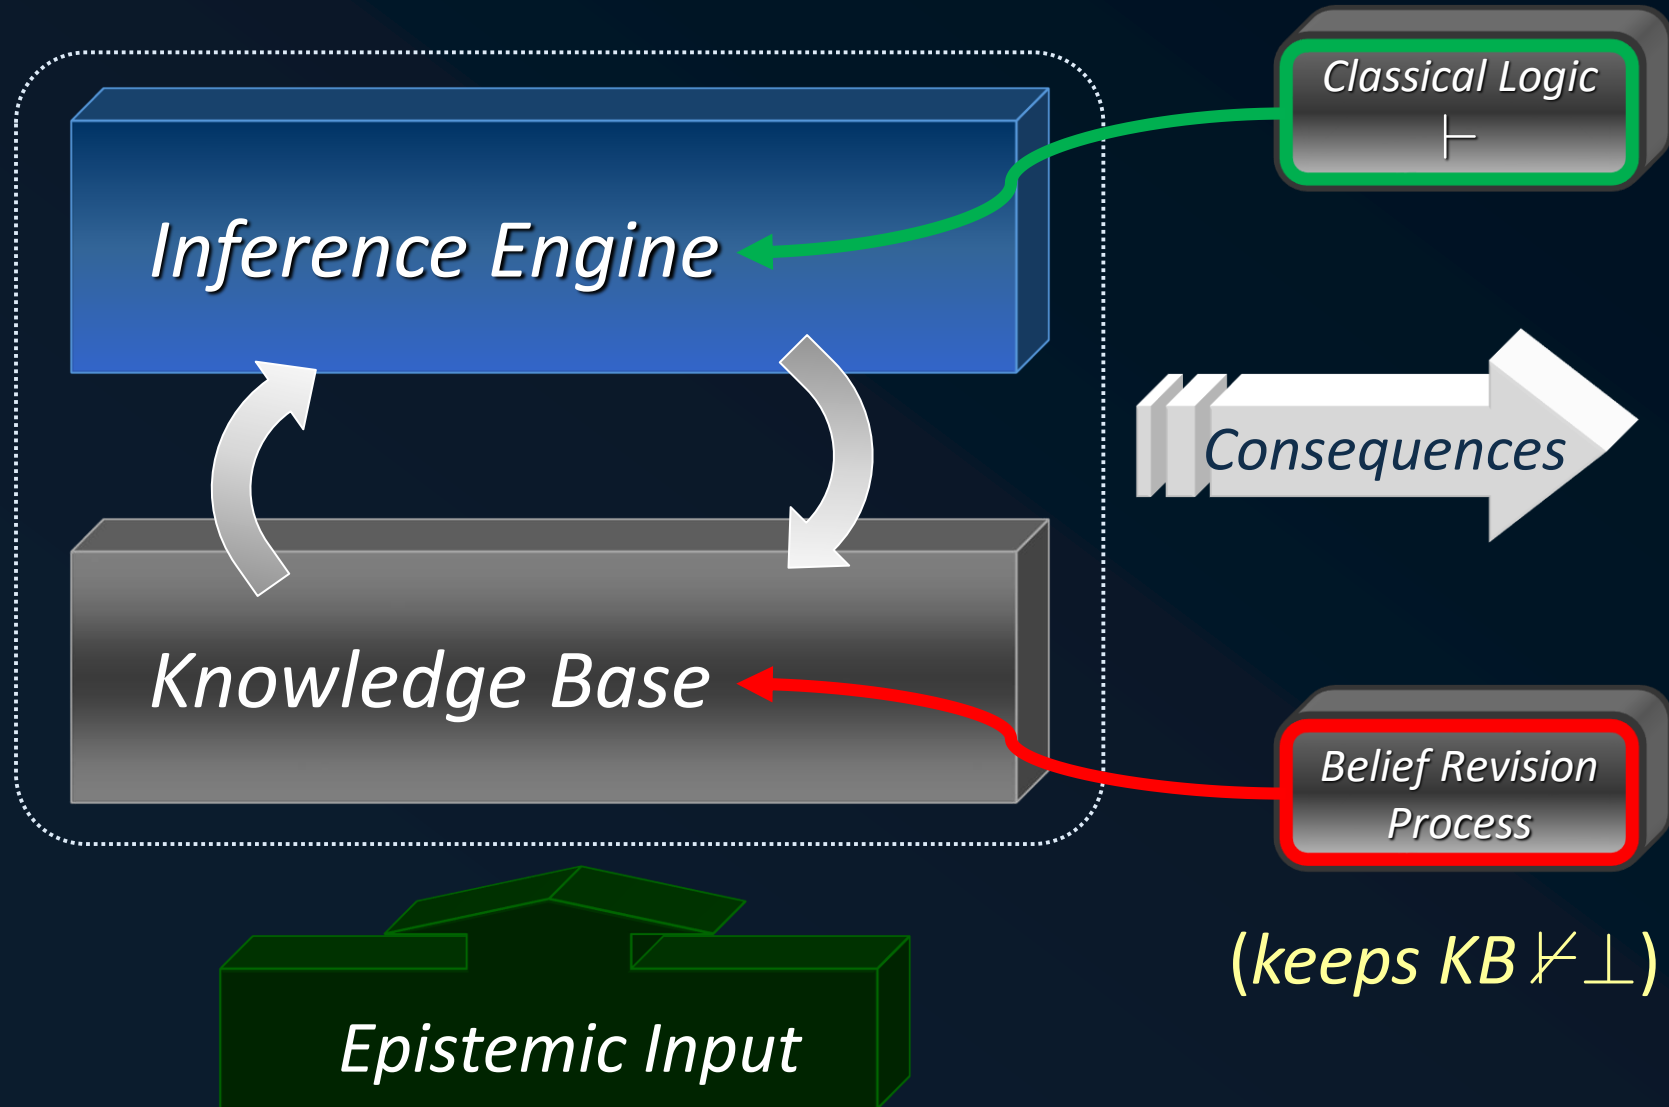 Classical Logic
⊢
Inference Engine
Consequences
Knowledge Base
Belief Revision
Process
(keeps KB ⊬ ⊥)
Epistemic Input